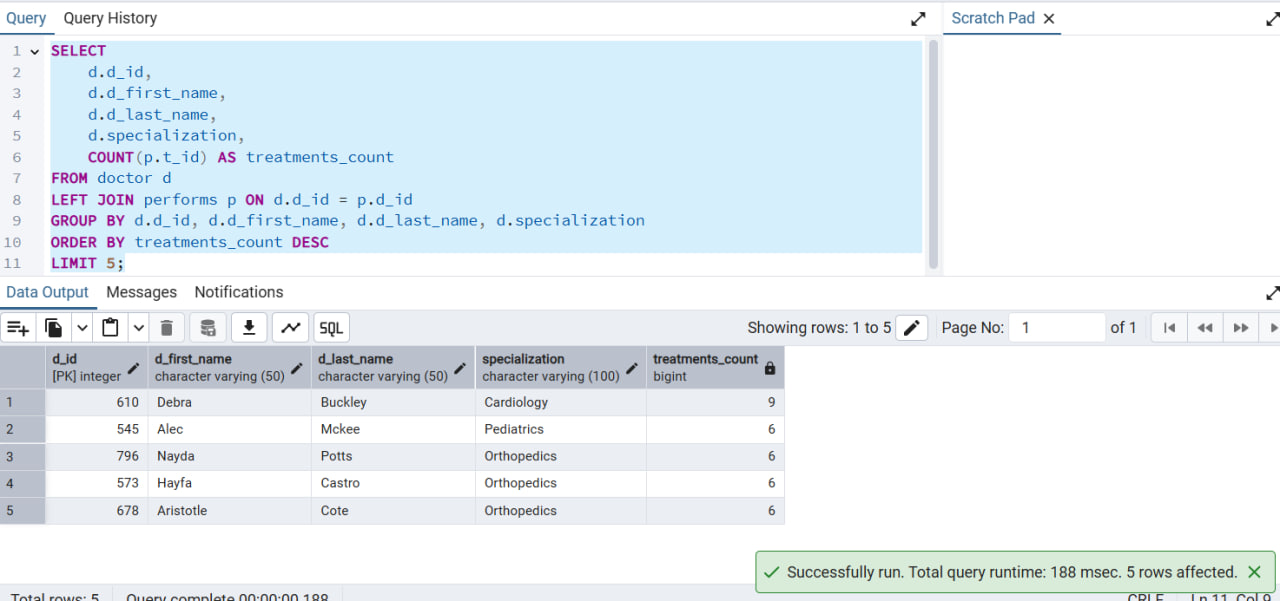 Query Query History Scratch Pad
1 SELECT
2 d.d_id,
3 d.d_first_name,
4 d.d_last_name,
5 d.specialization,
6 COUNT(p.t_id) AS treatments_count
7 FROM doctor d
8 LEFT JOIN performs p ON d.d_id = p.d_id
9 GROUP BY d.d_id, d.d_first_name, d.d_last_name, d.specialization
10 ORDER BY treatments_count DESC
11 LIMIT 5;
Data Output Messages Notifications
SQL Showing rows: 1 to 5 Page No: 1 of 1
d_id d_first_name d_last_name specialization treatments_count
[PK] integer character varying (50) character varying (50) character varying (100) bigint
1 610 Debra Buckley Cardiology 9
2 545 Alec Mckee Pediatrics 6
3 796 Nayda Potts Orthopedics 6
4 573 Hayfa Castro Orthopedics 6
5 678 Aristotle Cote Orthopedics 6
Successfully run. Total query runtime: 188 msec. 5 rows affected.
Total rows: 5 Query complete 00:00:00.188 CRLF Ln 11, Col 9